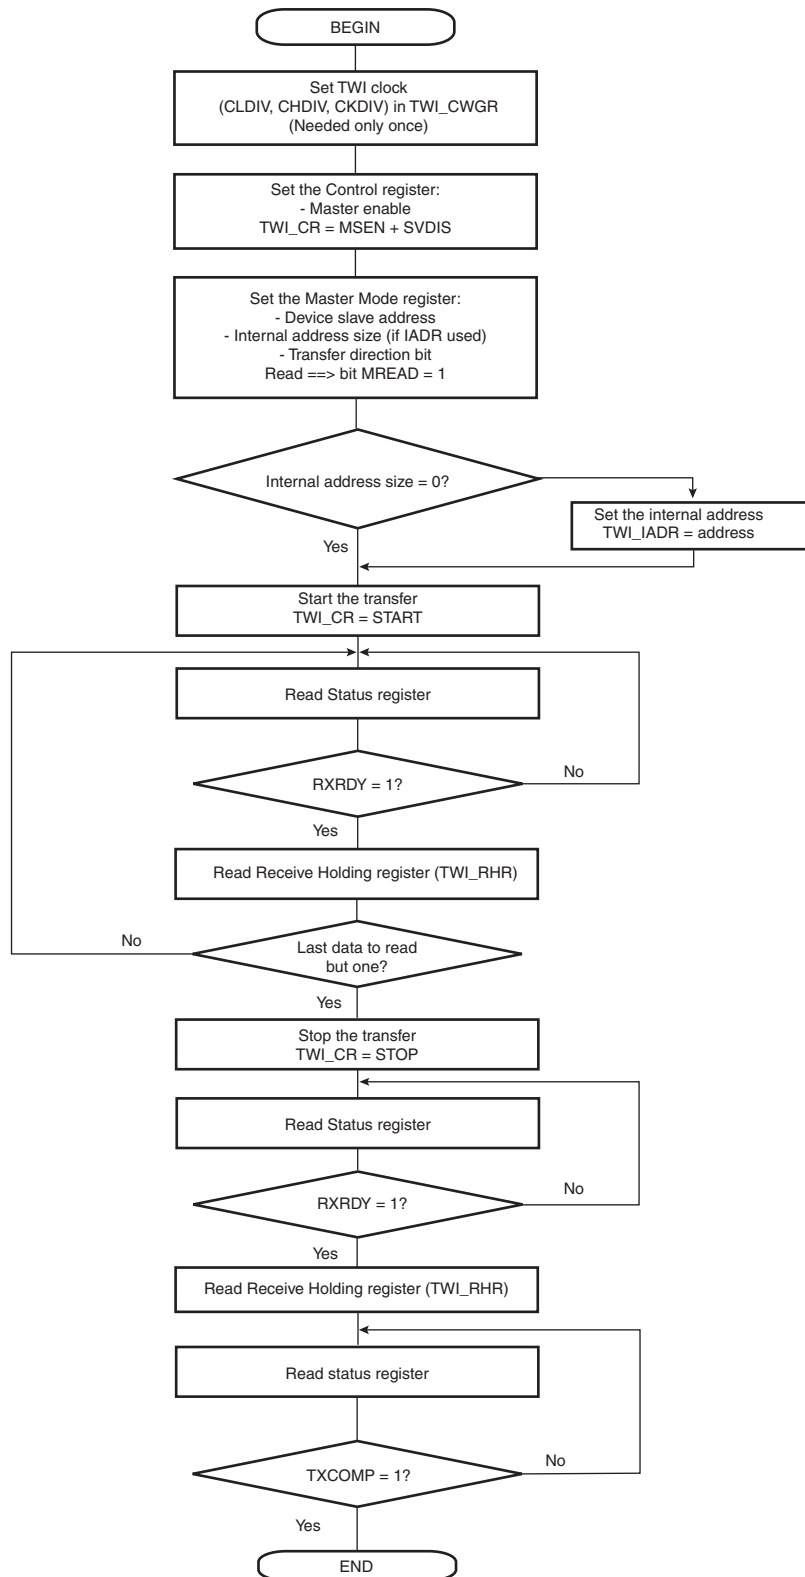 BEGIN
Set TWI clock
(CLDIV, CHDIV, CKDIV) in TWI_CWGR
(Needed only once)
Set the Control register:
- Master enable
TWI_CR = MSEN + SVDIS
Set the Master Mode register:
- Device slave address
- Internal address size (if IADR used)
- Transfer direction bit
Read ==> bit MREAD = 1
Internal address size = 0?
Set the internal address
TWI_IADR = address
Yes
Start the transfer
TWI_CR = START
Read Status register
RXRDY = 1?
No
Yes
Read Receive Holding register (TWI_RHR)
No
Last data to read
but one?
Yes
Stop the transfer
TWI_CR = STOP
Read Status register
RXRDY = 1?
No
Yes
Read Receive Holding register (TWI_RHR)
Read status register
TXCOMP = 1?
No
Yes
END